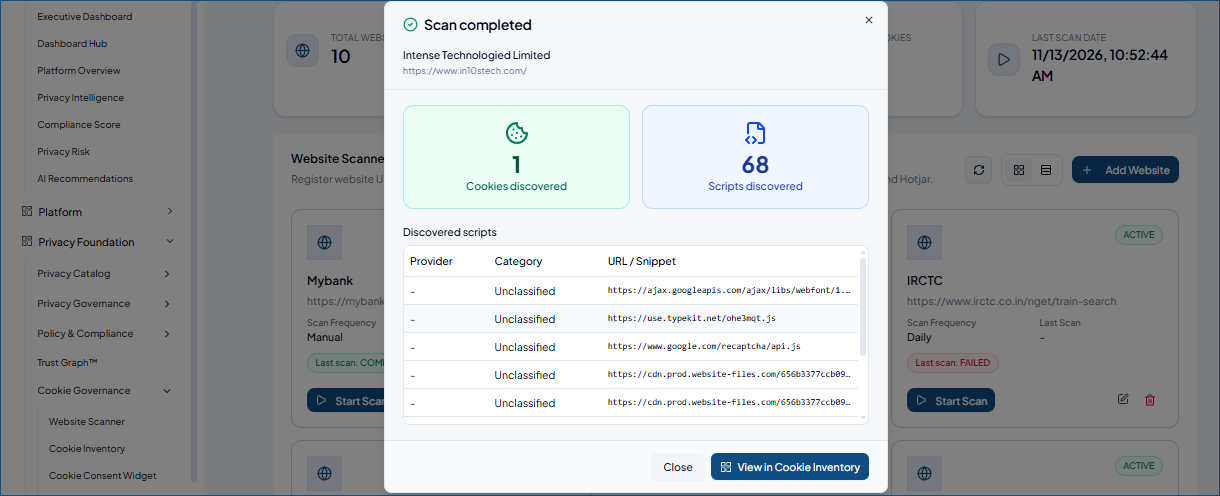 Executive Dashboard
Dashboard Hub
Platform Overview
Privacy Intelligence
Compliance Score
Privacy Risk
AI Recommendations
Platform
Privacy Foundation
Privacy Catalog
Privacy Governance
Policy & Compliance
Trust Graph™
Cookie Governance
Website Scanner
Cookie Inventory
Cookie Consent Widget
TOTAL WEBS
10
KIES
LAST SCAN DATE
11/13/2026, 10:52:44
AM
Website Scanne
Register website U
nd Hotjar.
+ Add Website
Mybank
https://mybank
Scan Frequency
Manual
Last scan: COM
Start Scan
ACTIVE
IRCTC
https://www.irctc.co.in/nget/train-search
Scan Frequency
Last Scan
Daily
-
Last scan: FAILED
Start Scan
ACTIVE
Scan completed
Intense Technologied Limited
https://www.in10stech.com/
1
Cookies discovered
68
Scripts discovered
Discovered scripts
Provider Category URL / Snippet
- Unclassified https://ajax.googleapis.com/ajax/libs/webfont/1...
- Unclassified https://use.typekit.net/ohe3mqt.js
- Unclassified https://www.google.com/recaptcha/api.js
- Unclassified https://cdn.prod.website-files.com/656b3377ccb09...
- Unclassified https://cdn.prod.website-files.com/656b3377ccb09...
Close
View in Cookie Inventory